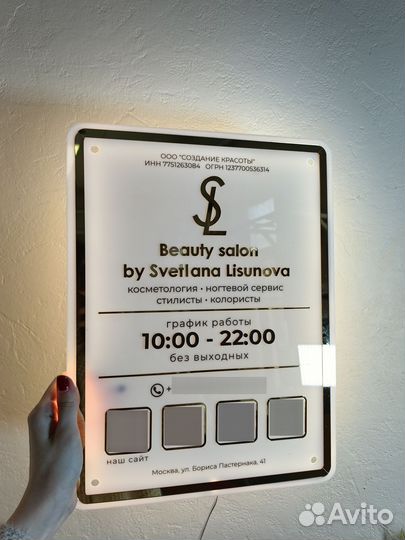 ООО "СОЗДАНИЕ КРАСОТЫ"
ИНН 7751263084 ОГРН 1237700536314
SL
Beauty salon
by Svetlana Lisunova
косметология • ногтевой сервис
стилисты • колористы
график работы
10:00 - 22:00
без выходных
+
наш сайт
Москва, ул. Бориса Пастернака, 41
Avito